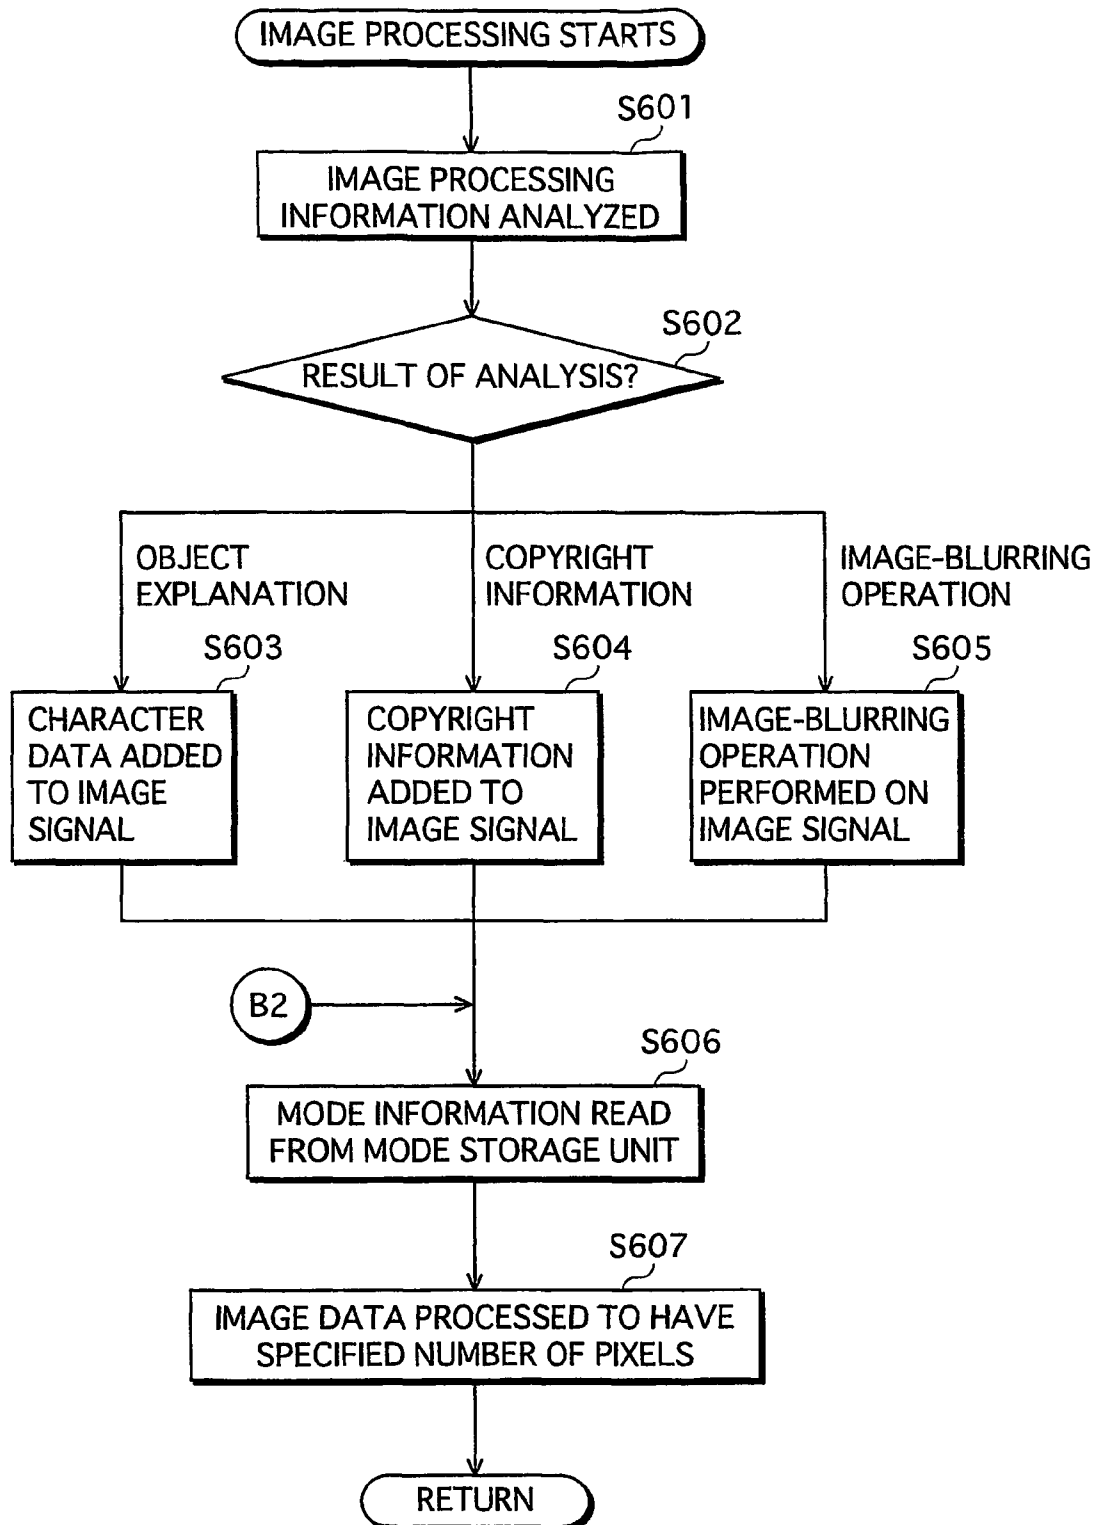 IMAGE PROCESSING STARTS
S601
IMAGE PROCESSING
INFORMATION ANALYZED
S602
RESULT OF ANALYSIS?
OBJECT
EXPLANATION
COPYRIGHT
INFORMATION
IMAGE-BLURRING
OPERATION
S603
CHARACTER
DATA ADDED
TO IMAGE
SIGNAL
S604
COPYRIGHT
INFORMATION
ADDED TO
IMAGE SIGNAL
S605
IMAGE-BLURRING
OPERATION
PERFORMED ON
IMAGE SIGNAL
B2
S606
MODE INFORMATION READ
FROM MODE STORAGE UNIT
S607
IMAGE DATA PROCESSED TO HAVE
SPECIFIED NUMBER OF PIXELS
RETURN